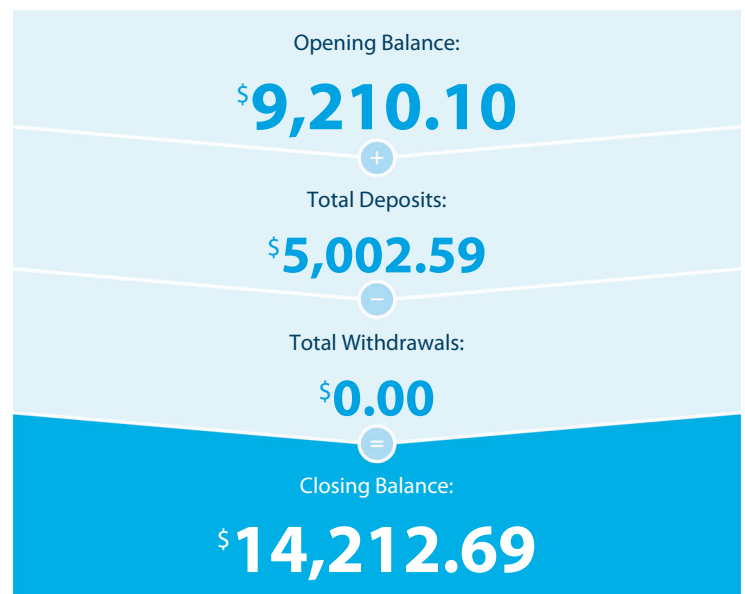 Opening Balance:
$9,210.10
+
Total Deposits:
$5,002.59
−
Total Withdrawals:
$0.00
=
Closing Balance:
$14,212.69